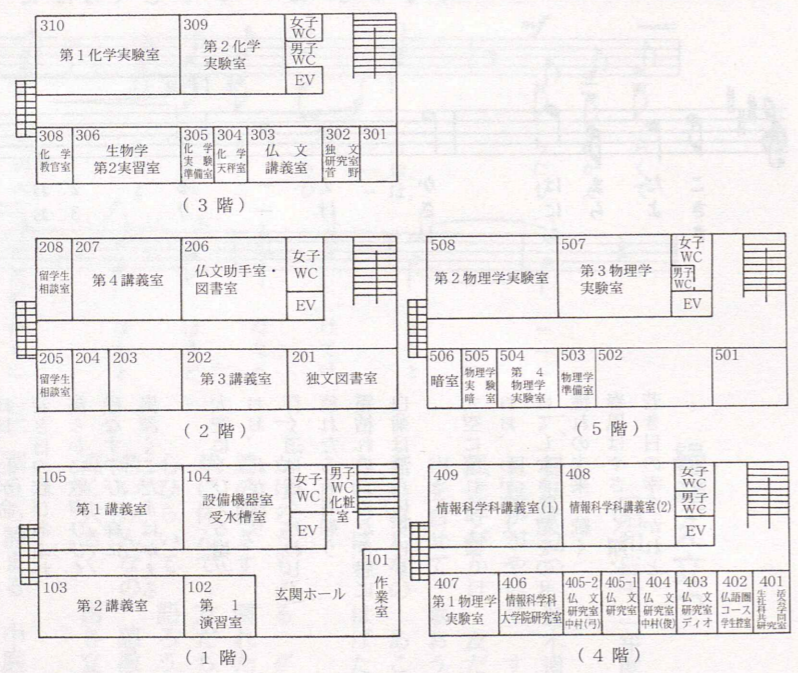 310
第1化学実験室
309
第2化学
実験室
女子
WC
男子
WC
EV
308
化学
教官室
306
生物学
第2実習室
305
化学
実験
準備室
304
化学
天秤室
303
仏文
講義室
302
独文
研究室
菅野
301
(3階)
208
留学生
相談室
207
第4講義室
206
仏文助手室・
図書室
女子
WC
EV
205
留学生
相談室
204
203
202
第3講義室
201
独文図書室
(2階)
105
第1講義室
104
設備機器室
受水槽室
女子
WC
EV
男子
WC
化粧
室
103
第2講義室
102
第1
演習室
玄関ホール
101
作業室
(1階)
508
第2物理学実験室
507
第3物理学
実験室
女子
WC
男子
WC
EV
506
暗室
505
物理学
実験
暗室
504
第4
物理学
実験室
503
物理学
準備室
502
501
(5階)
409
情報科学科講義室(1)
408
情報科学科講義室(2)
女子
WC
男子
WC
EV
407
第1物理学
実験室
406
情報科学科
大学院研究室
405-2
仏文
研究室
中村(弓)
405-1
仏文
研究室
404
仏文
研究室
中村(俊)
403
仏文
研究室
ディオ
402
仏語圏
コース
学生控室
401
(4階)